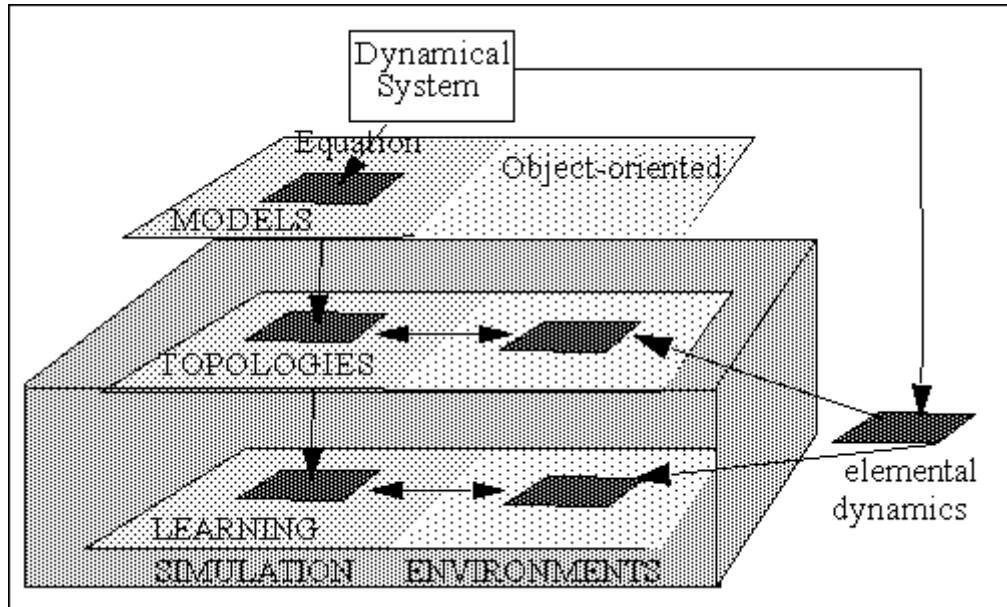 Dynamical
System
Equation
Object-oriented
MODELS
TOPOLOGIES
elemental
dynamics
LEARNING
SIMULATION ENVIRONMENTS